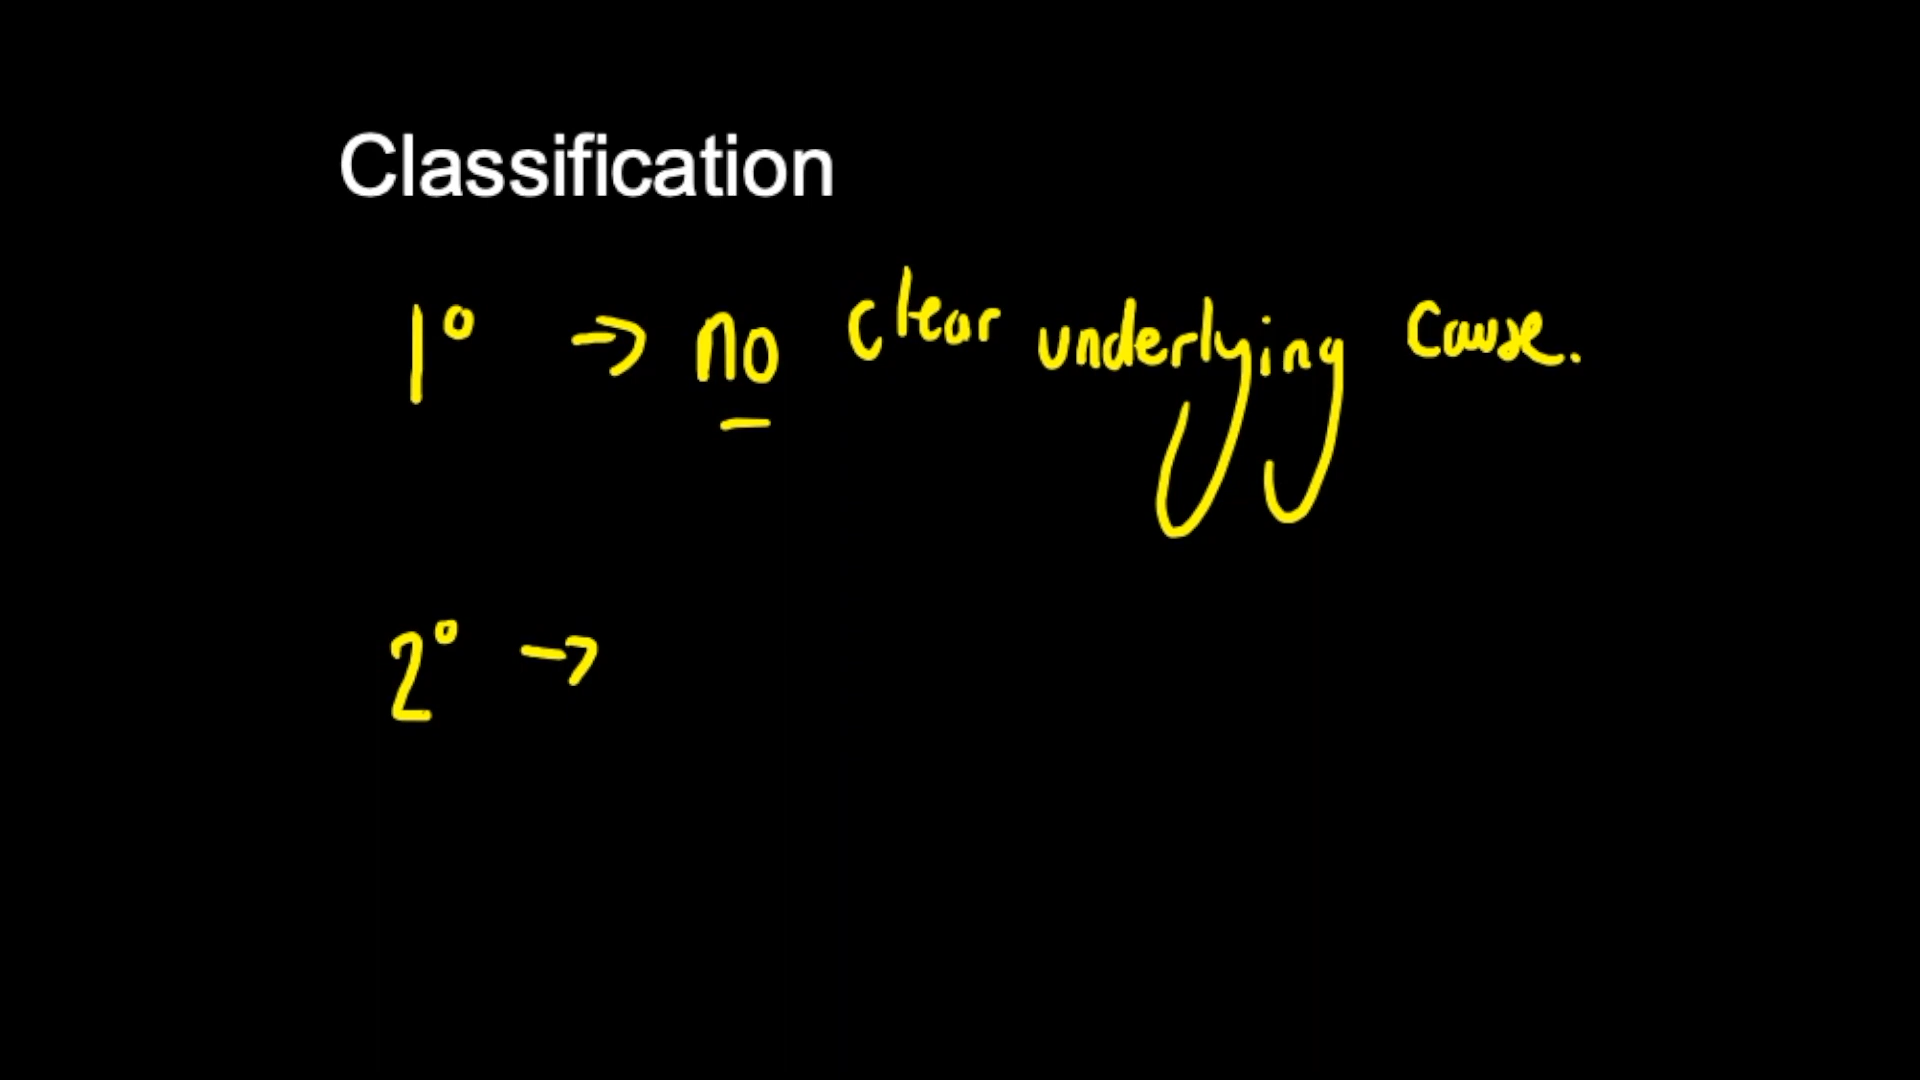 Classification
1° → no clear underlying cause.
2° →